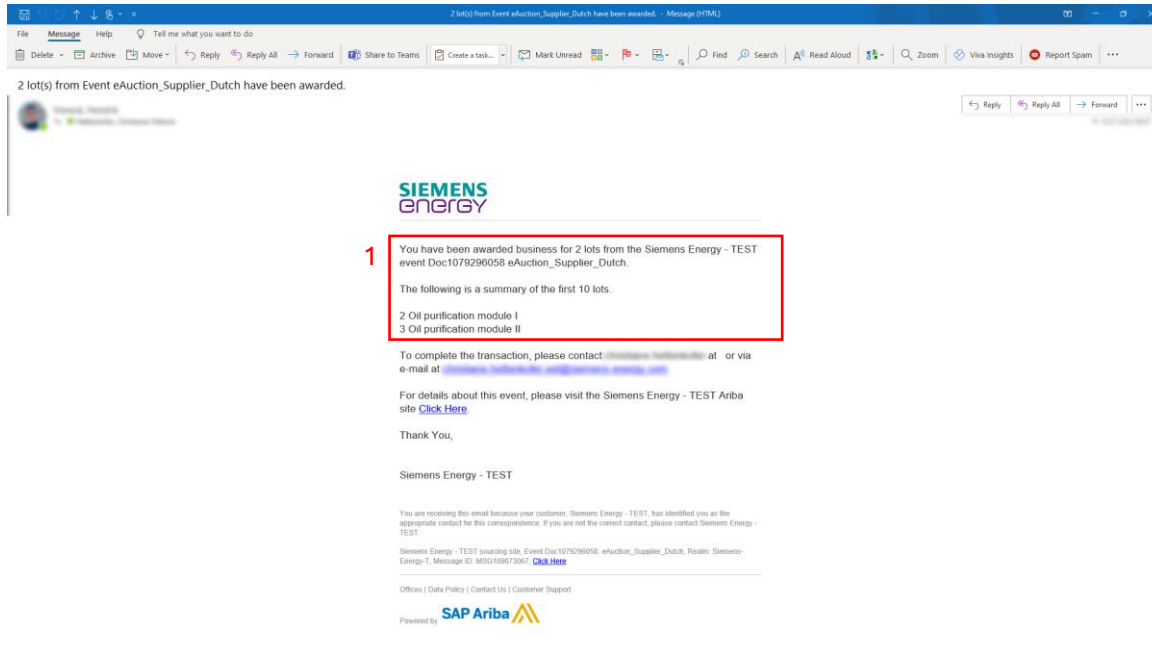 2 lot(s) from Event eAuction_Supplier_Dutch have been awarded. - Message (HTML)
File Message Help Tell me what you want to do
Delete Archive Move Reply Reply All Forward Share to Teams Create a task... Mark Unread Find Search Read Aloud Zoom Viva Insights Report Spam ...
2 lot(s) from Event eAuction_Supplier_Dutch have been awarded.
Reply Reply All Forward ...
SIEMENS
energy
1
You have been awarded business for 2 lots from the Siemens Energy - TEST
event Doc1079296058 eAuction_Supplier_Dutch.
The following is a summary of the first 10 lots.
2 Oil purification module I
3 Oil purification module II
To complete the transaction, please contact at or via
e-mail at
For details about this event, please visit the Siemens Energy - TEST Ariba
site Click Here.
Thank You,
Siemens Energy - TEST
You are receiving this email because your customer, Siemens Energy - TEST, has identified you as the
appropriate contact for this correspondence. If you are not the correct contact, please contact Siemens Energy -
TEST.
Siemens Energy - TEST sourcing site, Event Doc1079296058: eAuction_Supplier_Dutch, Realm: Siemens-
Energy-T, Message ID: MSG109073067, Click Here
Offices | Data Policy | Contact Us | Customer Support
Powered by SAP Ariba